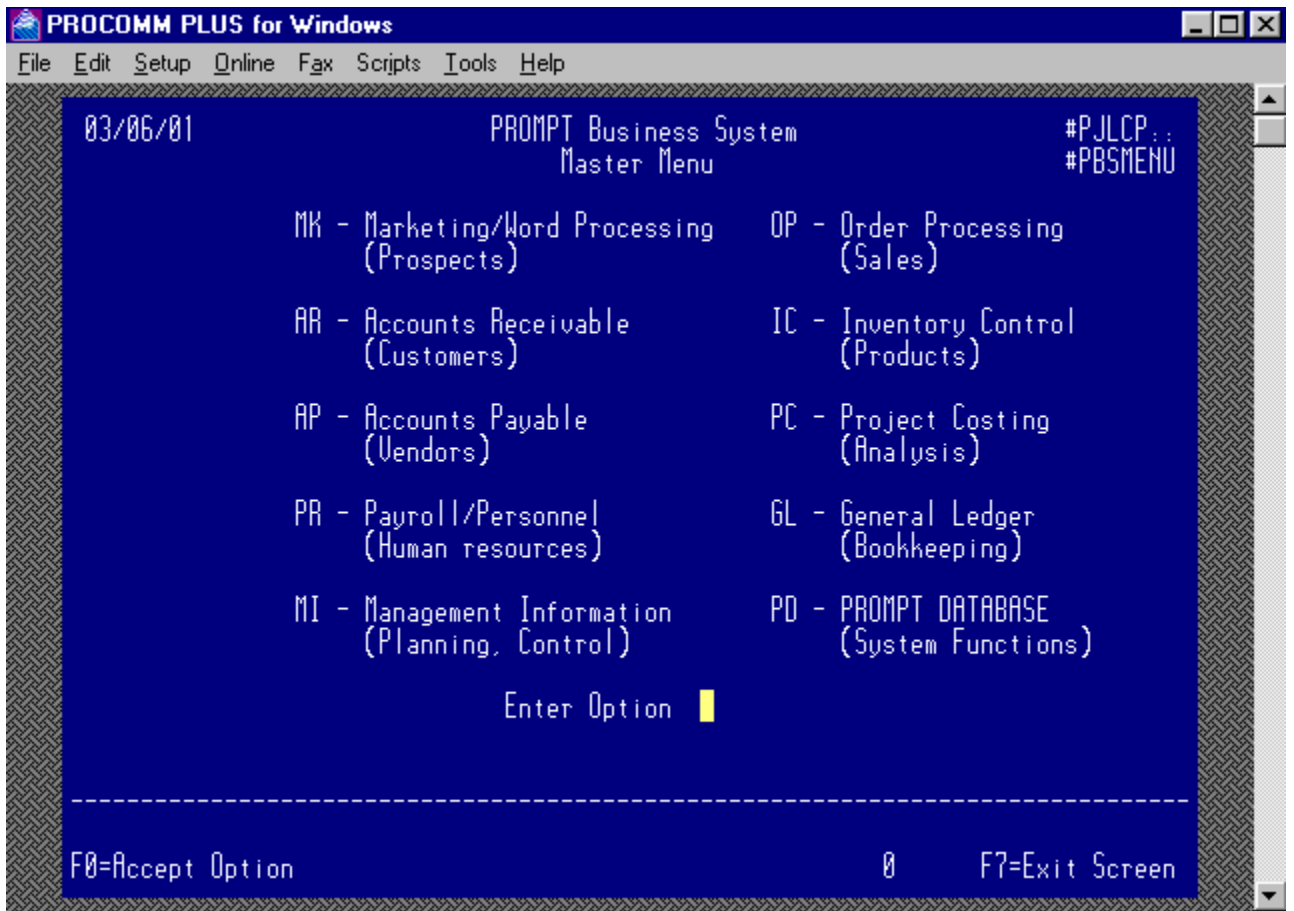 PROCOMM PLUS for Windows
File Edit Setup Online Fax Scripts Tools Help
03/06/01 PROMPT Business System #PJLCP::
Master Menu #PBSMENU
MK - Marketing/Word Processing OP - Order Processing
(Prospects) (Sales)
AR - Accounts Receivable IC - Inventory Control
(Customers) (Products)
AP - Accounts Payable PC - Project Costing
(Vendors) (Analysis)
PR - Payroll/Personnel GL - General Ledger
(Human resources) (Bookkeeping)
MI - Management Information PD - PROMPT DATABASE
(Planning, Control) (System Functions)
Enter Option
--------------------------------------------------------------------------------
F0=Accept Option 0 F7=Exit Screen